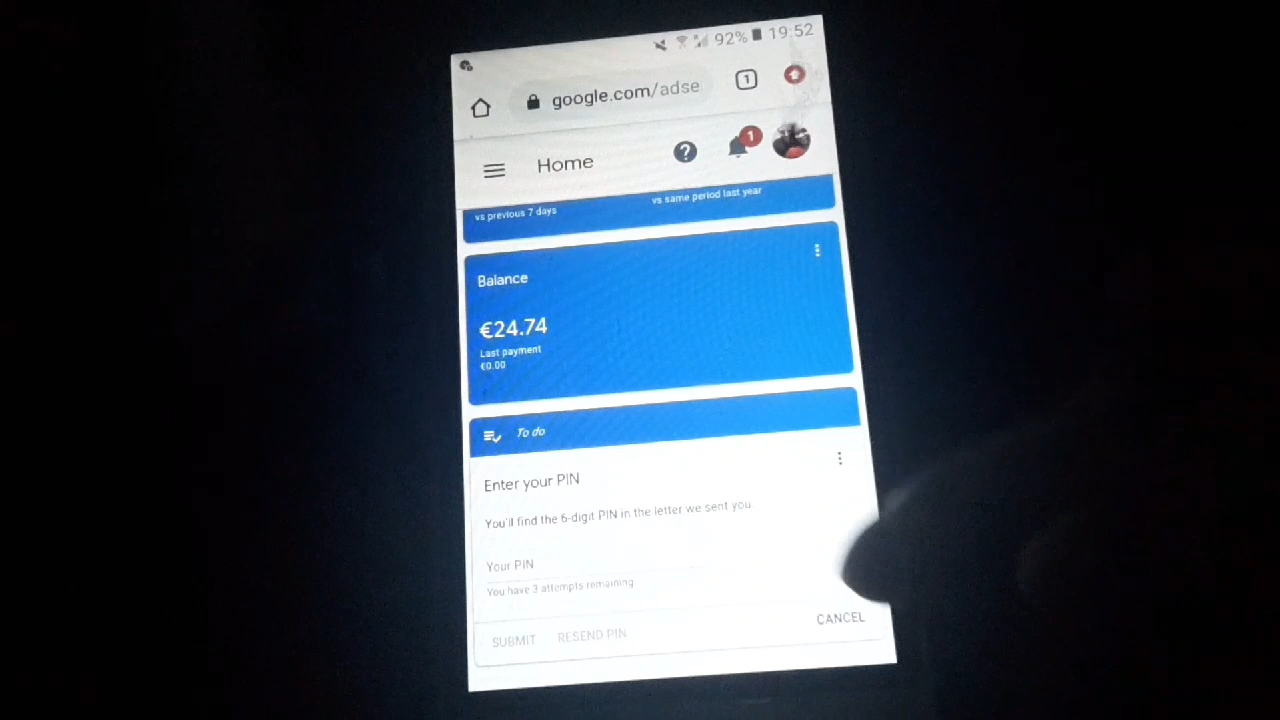 92% 19:52
google.com/adse
1
Home
?
1
vs previous 7 days
vs same period last year
Balance
€24.74
Last payment
€0.00
To do
Enter your PIN
You'll find the 6-digit PIN in the letter we sent you.
Your PIN
You have 3 attempts remaining
CANCEL
SUBMIT RESEND PIN